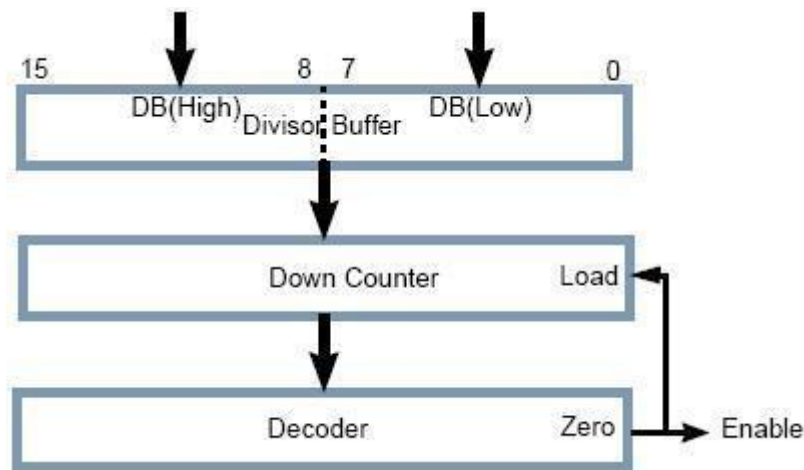 15 8 7 0
DB(High) DB(Low)
Divisor Buffer
Down Counter Load
Decoder Zero Enable